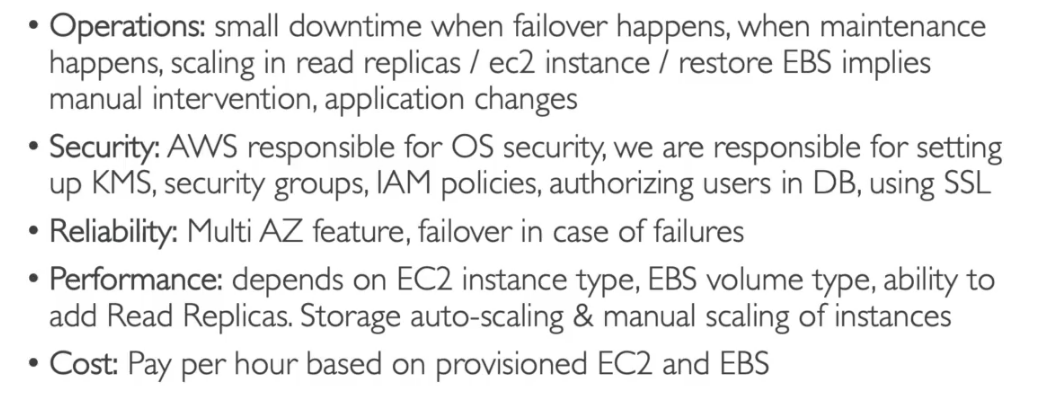 • Operations: small downtime when failover happens, when maintenance
happens, scaling in read replicas / ec2 instance / restore EBS implies
manual intervention, application changes
• Security: AWS responsible for OS security, we are responsible for setting
up KMS, security groups, IAM policies, authorizing users in DB, using SSL
• Reliability: Multi AZ feature, failover in case of failures
• Performance: depends on EC2 instance type, EBS volume type, ability to
add Read Replicas. Storage auto-scaling & manual scaling of instances
• Cost: Pay per hour based on provisioned EC2 and EBS